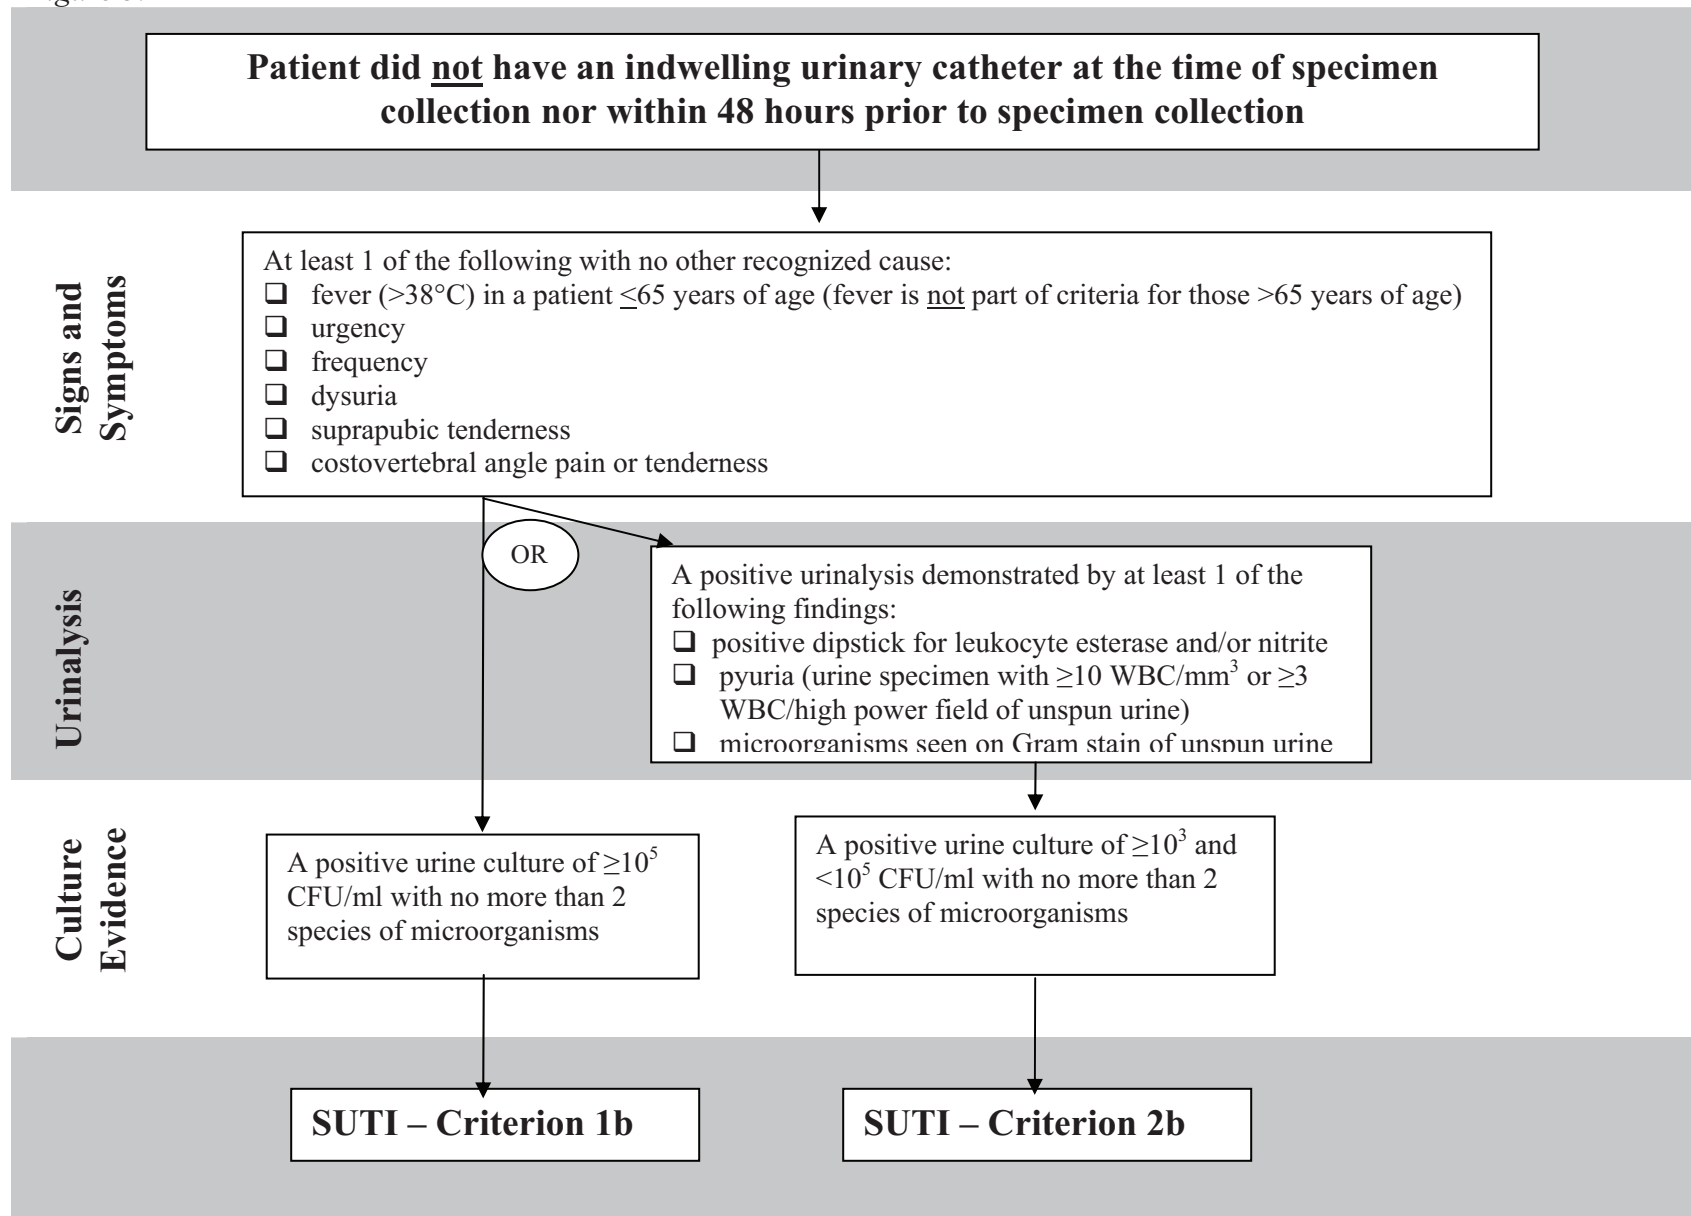 Patient did not have an indwelling urinary catheter at the time of specimen
collection nor within 48 hours prior to specimen collection
Signs and
Symptoms
At least 1 of the following with no other recognized cause:
❑ fever (>38°C) in a patient ≤65 years of age (fever is not part of criteria for those >65 years of age)
❑ urgency
❑ frequency
❑ dysuria
❑ suprapubic tenderness
❑ costovertebral angle pain or tenderness
OR
Urinalysis
A positive urinalysis demonstrated by at least 1 of the
following findings:
❑ positive dipstick for leukocyte esterase and/or nitrite
❑ pyuria (urine specimen with ≥10 WBC/mm³ or ≥3
WBC/high power field of unspun urine)
❑ microorganisms seen on Gram stain of unspun urine
Culture
Evidence
A positive urine culture of ≥10⁵
CFU/ml with no more than 2
species of microorganisms
A positive urine culture of ≥10³ and
<10⁵ CFU/ml with no more than 2
species of microorganisms
SUTI – Criterion 1b
SUTI – Criterion 2b